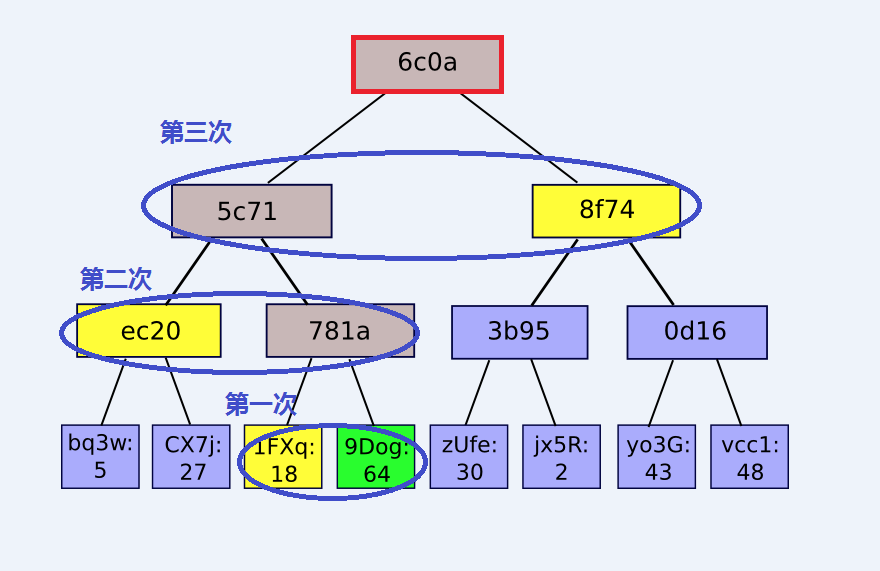 6c0a
第三次
5c71
8f74
第二次
ec20
781a
3b95
0d16
第一次
bq3w:
5
CX7j:
27
1FXq:
18
9Dog:
64
zUfe:
30
jx5R:
2
yo3G:
43
vcc1:
48